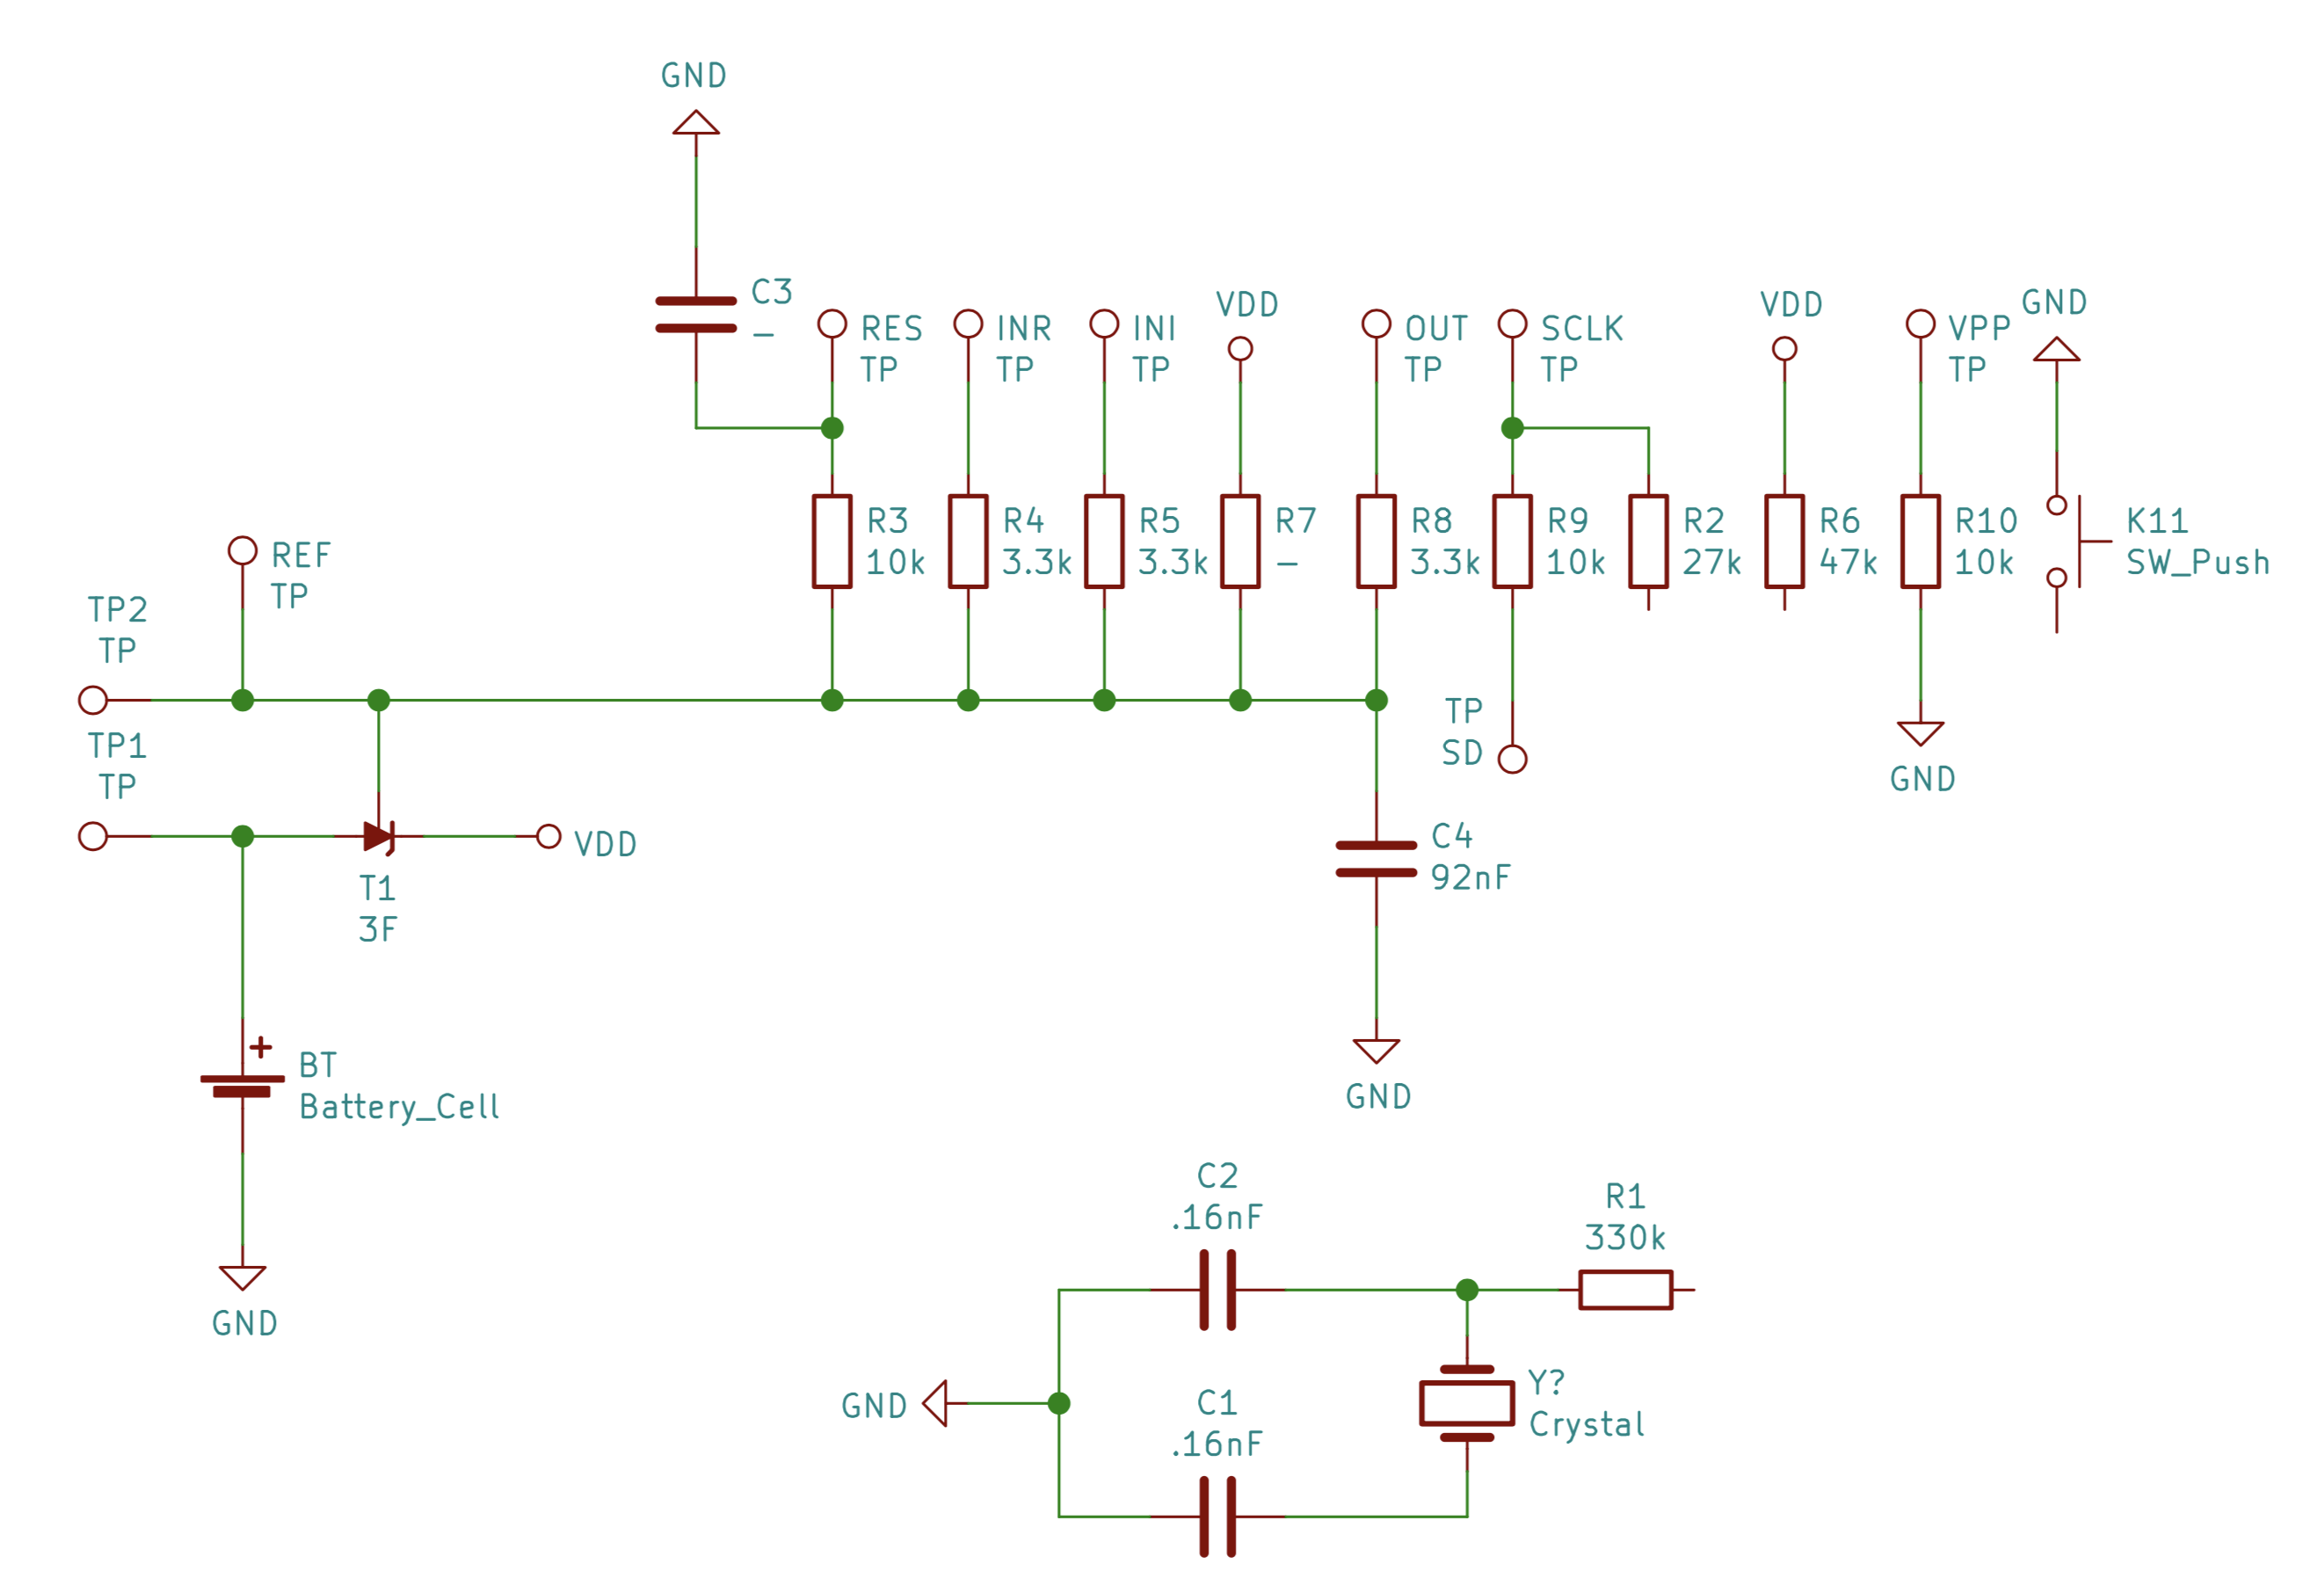 GND
C3
–
RES
TP
INR
TP
INI
TP
VDD
OUT
TP
SCLK
TP
VDD
VPP
TP
GND
R3
10k
R4
3.3k
R5
3.3k
R7
–
R8
3.3k
R9
10k
R2
27k
R6
47k
R10
10k
K11
SW_Push
REF
TP
TP2
TP
TP1
TP
TP
SD
GND
VDD
T1
3F
C4
92nF
BT
+
Battery_Cell
GND
GND
C2
.16nF
R1
330k
GND
C1
.16nF
Y?
Crystal